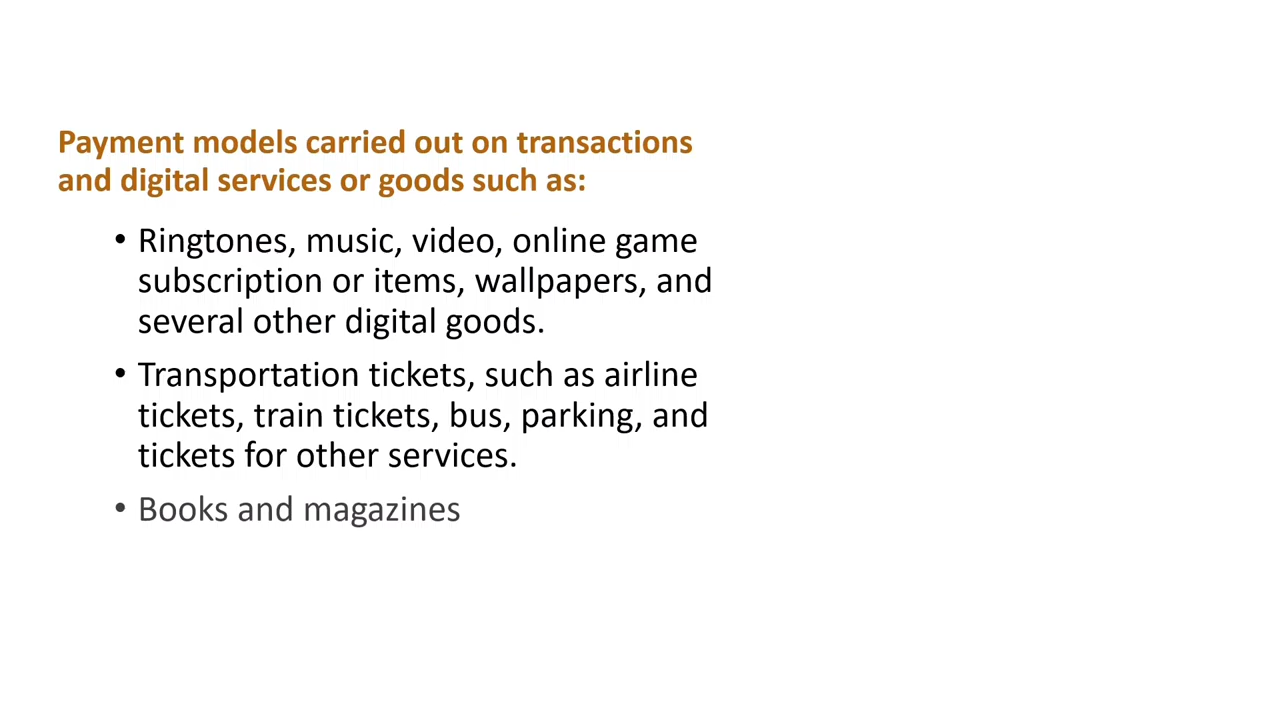 Payment models carried out on transactions
and digital services or goods such as:
• Ringtones, music, video, online game
subscription or items, wallpapers, and
several other digital goods.
• Transportation tickets, such as airline
tickets, train tickets, bus, parking, and
tickets for other services.
• Books and magazines